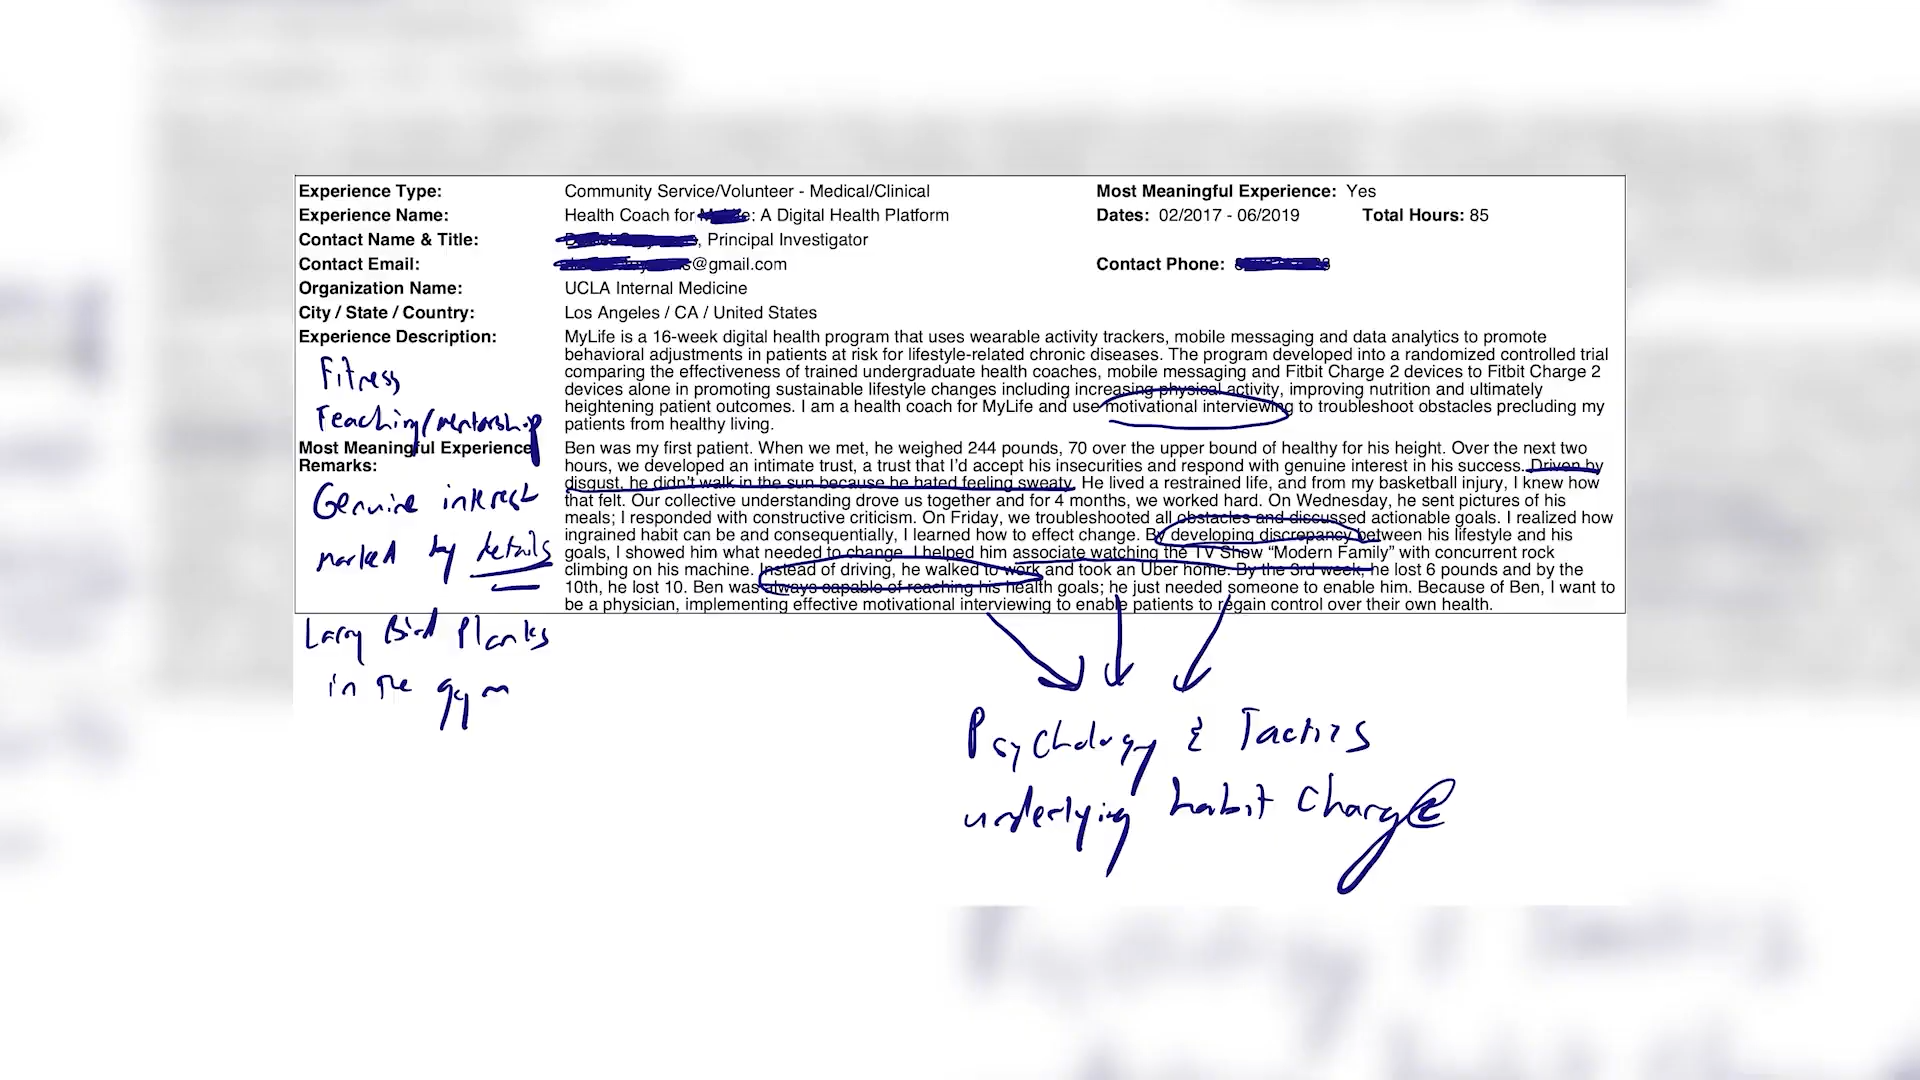 Experience Type: Community Service/Volunteer - Medical/Clinical Most Meaningful Experience: Yes
Experience Name: Health Coach for : A Digital Health Platform Dates: 02/2017 - 06/2019 Total Hours: 85
Contact Name & Title: , Principal Investigator
Contact Email: @gmail.com Contact Phone:
Organization Name: UCLA Internal Medicine
City / State / Country: Los Angeles / CA / United States
Experience Description: MyLife is a 16-week digital health program that uses wearable activity trackers, mobile messaging and data analytics to promote
behavioral adjustments in patients at risk for lifestyle-related chronic diseases. The program developed into a randomized controlled trial
comparing the effectiveness of trained undergraduate health coaches, mobile messaging and Fitbit Charge 2 devices to Fitbit Charge 2
devices alone in promoting sustainable lifestyle changes including increasing physical activity, improving nutrition and ultimately
heightening patient outcomes. I am a health coach for MyLife and use motivational interviewing to troubleshoot obstacles precluding my
patients from healthy living.
Fitness
Teaching/mentorship
Most Meaningful Experience
Remarks:
Ben was my first patient. When we met, he weighed 244 pounds, 70 over the upper bound of healthy for his height. Over the next two
hours, we developed an intimate trust, a trust that I'd accept his insecurities and respond with genuine interest in his success. Driven by
disgust, he didn't walk in the sun because he hated feeling sweaty. He lived a restrained life, and from my basketball injury, I knew how
that felt. Our collective understanding drove us together and for 4 months, we worked hard. On Wednesday, he sent pictures of his
meals; I responded with constructive criticism. On Friday, we troubleshooted all obstacles and discussed actionable goals. I realized how
ingrained habit can be and consequentially, I learned how to effect change. By developing discrepancy between his lifestyle and his
goals, I showed him what needed to change. I helped him associate watching the TV Show “Modern Family” with concurrent rock
climbing on his machine. Instead of driving, he walked to work and took an Uber home. By the 3rd week, he lost 6 pounds and by the
10th, he lost 10. Ben was always capable of reaching his health goals; he just needed someone to enable him. Because of Ben, I want to
be a physician, implementing effective motivational interviewing to enable patients to regain control over their own health.
Genuine interest
marked by details
Larry Bird Planks
in the gym
Psychology & Tactics
underlying habit change